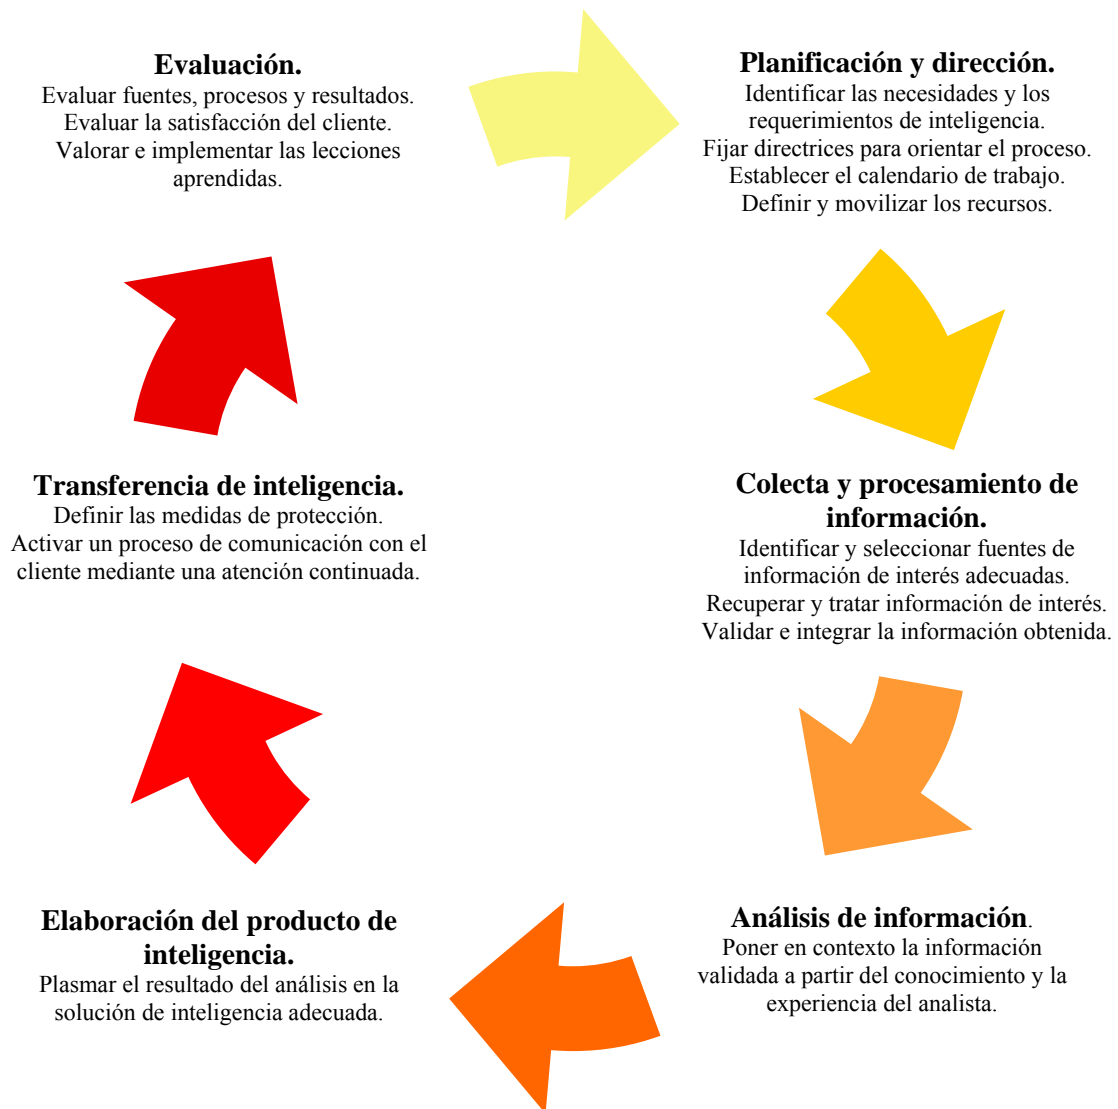 Evaluación.
Evaluar fuentes, procesos y resultados.
Evaluar la satisfacción del cliente.
Valorar e implementar las lecciones
aprendidas.
Planificación y dirección.
Identificar las necesidades y los
requerimientos de inteligencia.
Fijar directrices para orientar el proceso.
Establecer el calendario de trabajo.
Definir y movilizar los recursos.
Transferencia de inteligencia.
Definir las medidas de protección.
Activar un proceso de comunicación con el
cliente mediante una atención continuada.
Colecta y procesamiento de
información.
Identificar y seleccionar fuentes de
información de interés adecuadas.
Recuperar y tratar información de interés.
Validar e integrar la información obtenida.
Elaboración del producto de
inteligencia.
Plasmar el resultado del análisis en la
solución de inteligencia adecuada.
Análisis de información.
Poner en contexto la información
validada a partir del conocimiento y la
experiencia del analista.